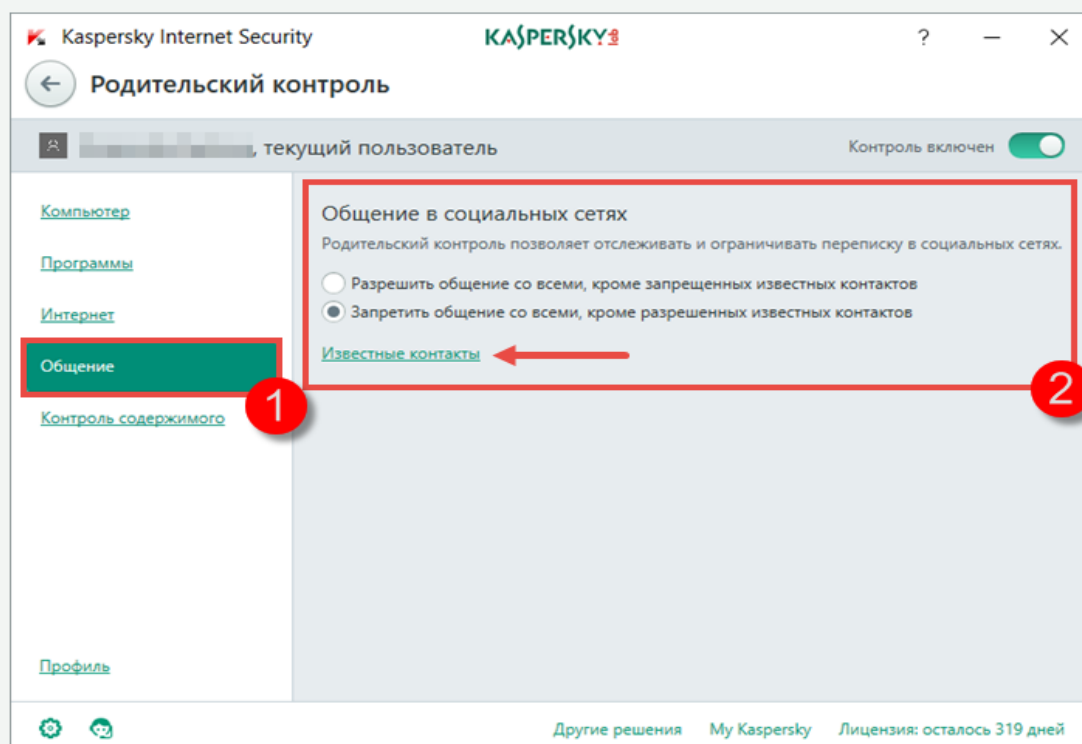 Kaspersky Internet Security
KASPERSKY
?
Родительский контроль
, текущий пользователь
Контроль включен
Компьютер
Программы
Интернет
Общение
Контроль содержимого
Профиль
1
Общение в социальных сетях
Родительский контроль позволяет отслеживать и ограничивать переписку в социальных сетях.
Разрешить общение со всеми, кроме запрещенных известных контактов
Запретить общение со всеми, кроме разрешенных известных контактов
Известные контакты
2
Другие решения
My Kaspersky
Лицензия: осталось 319 дней